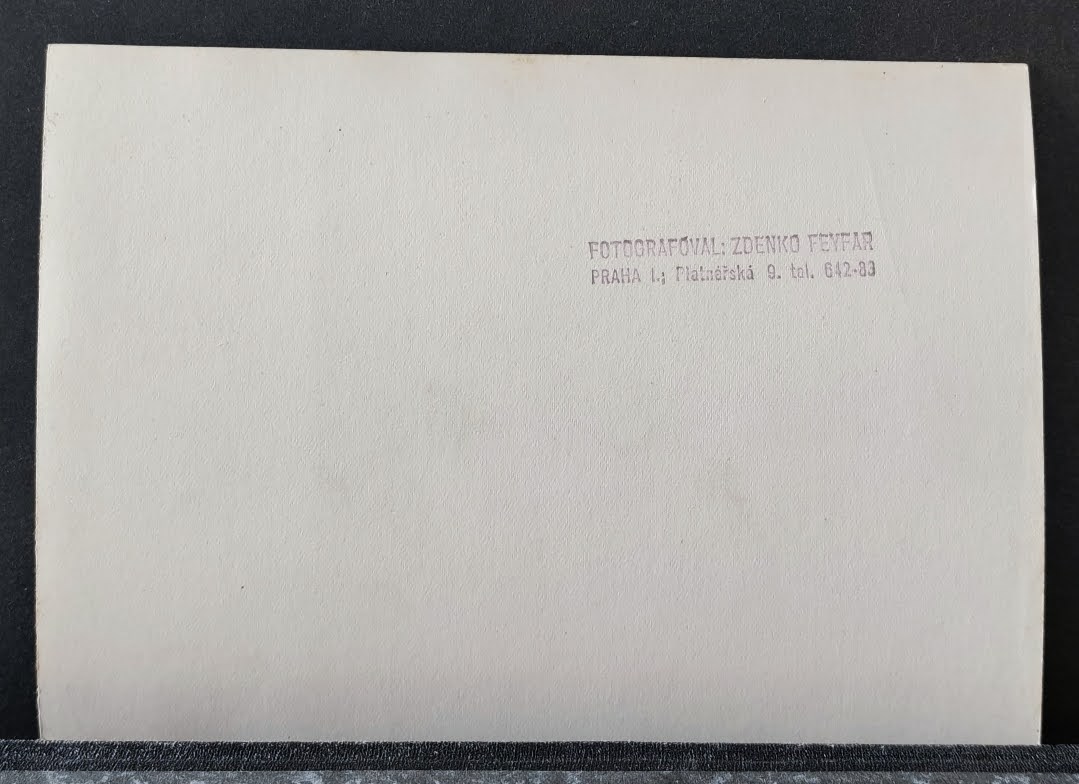 FOTOGRAFOVAL: ZDENKO FEYFAR
PRAHA I.; Platnéřská 9. tel. 642-83